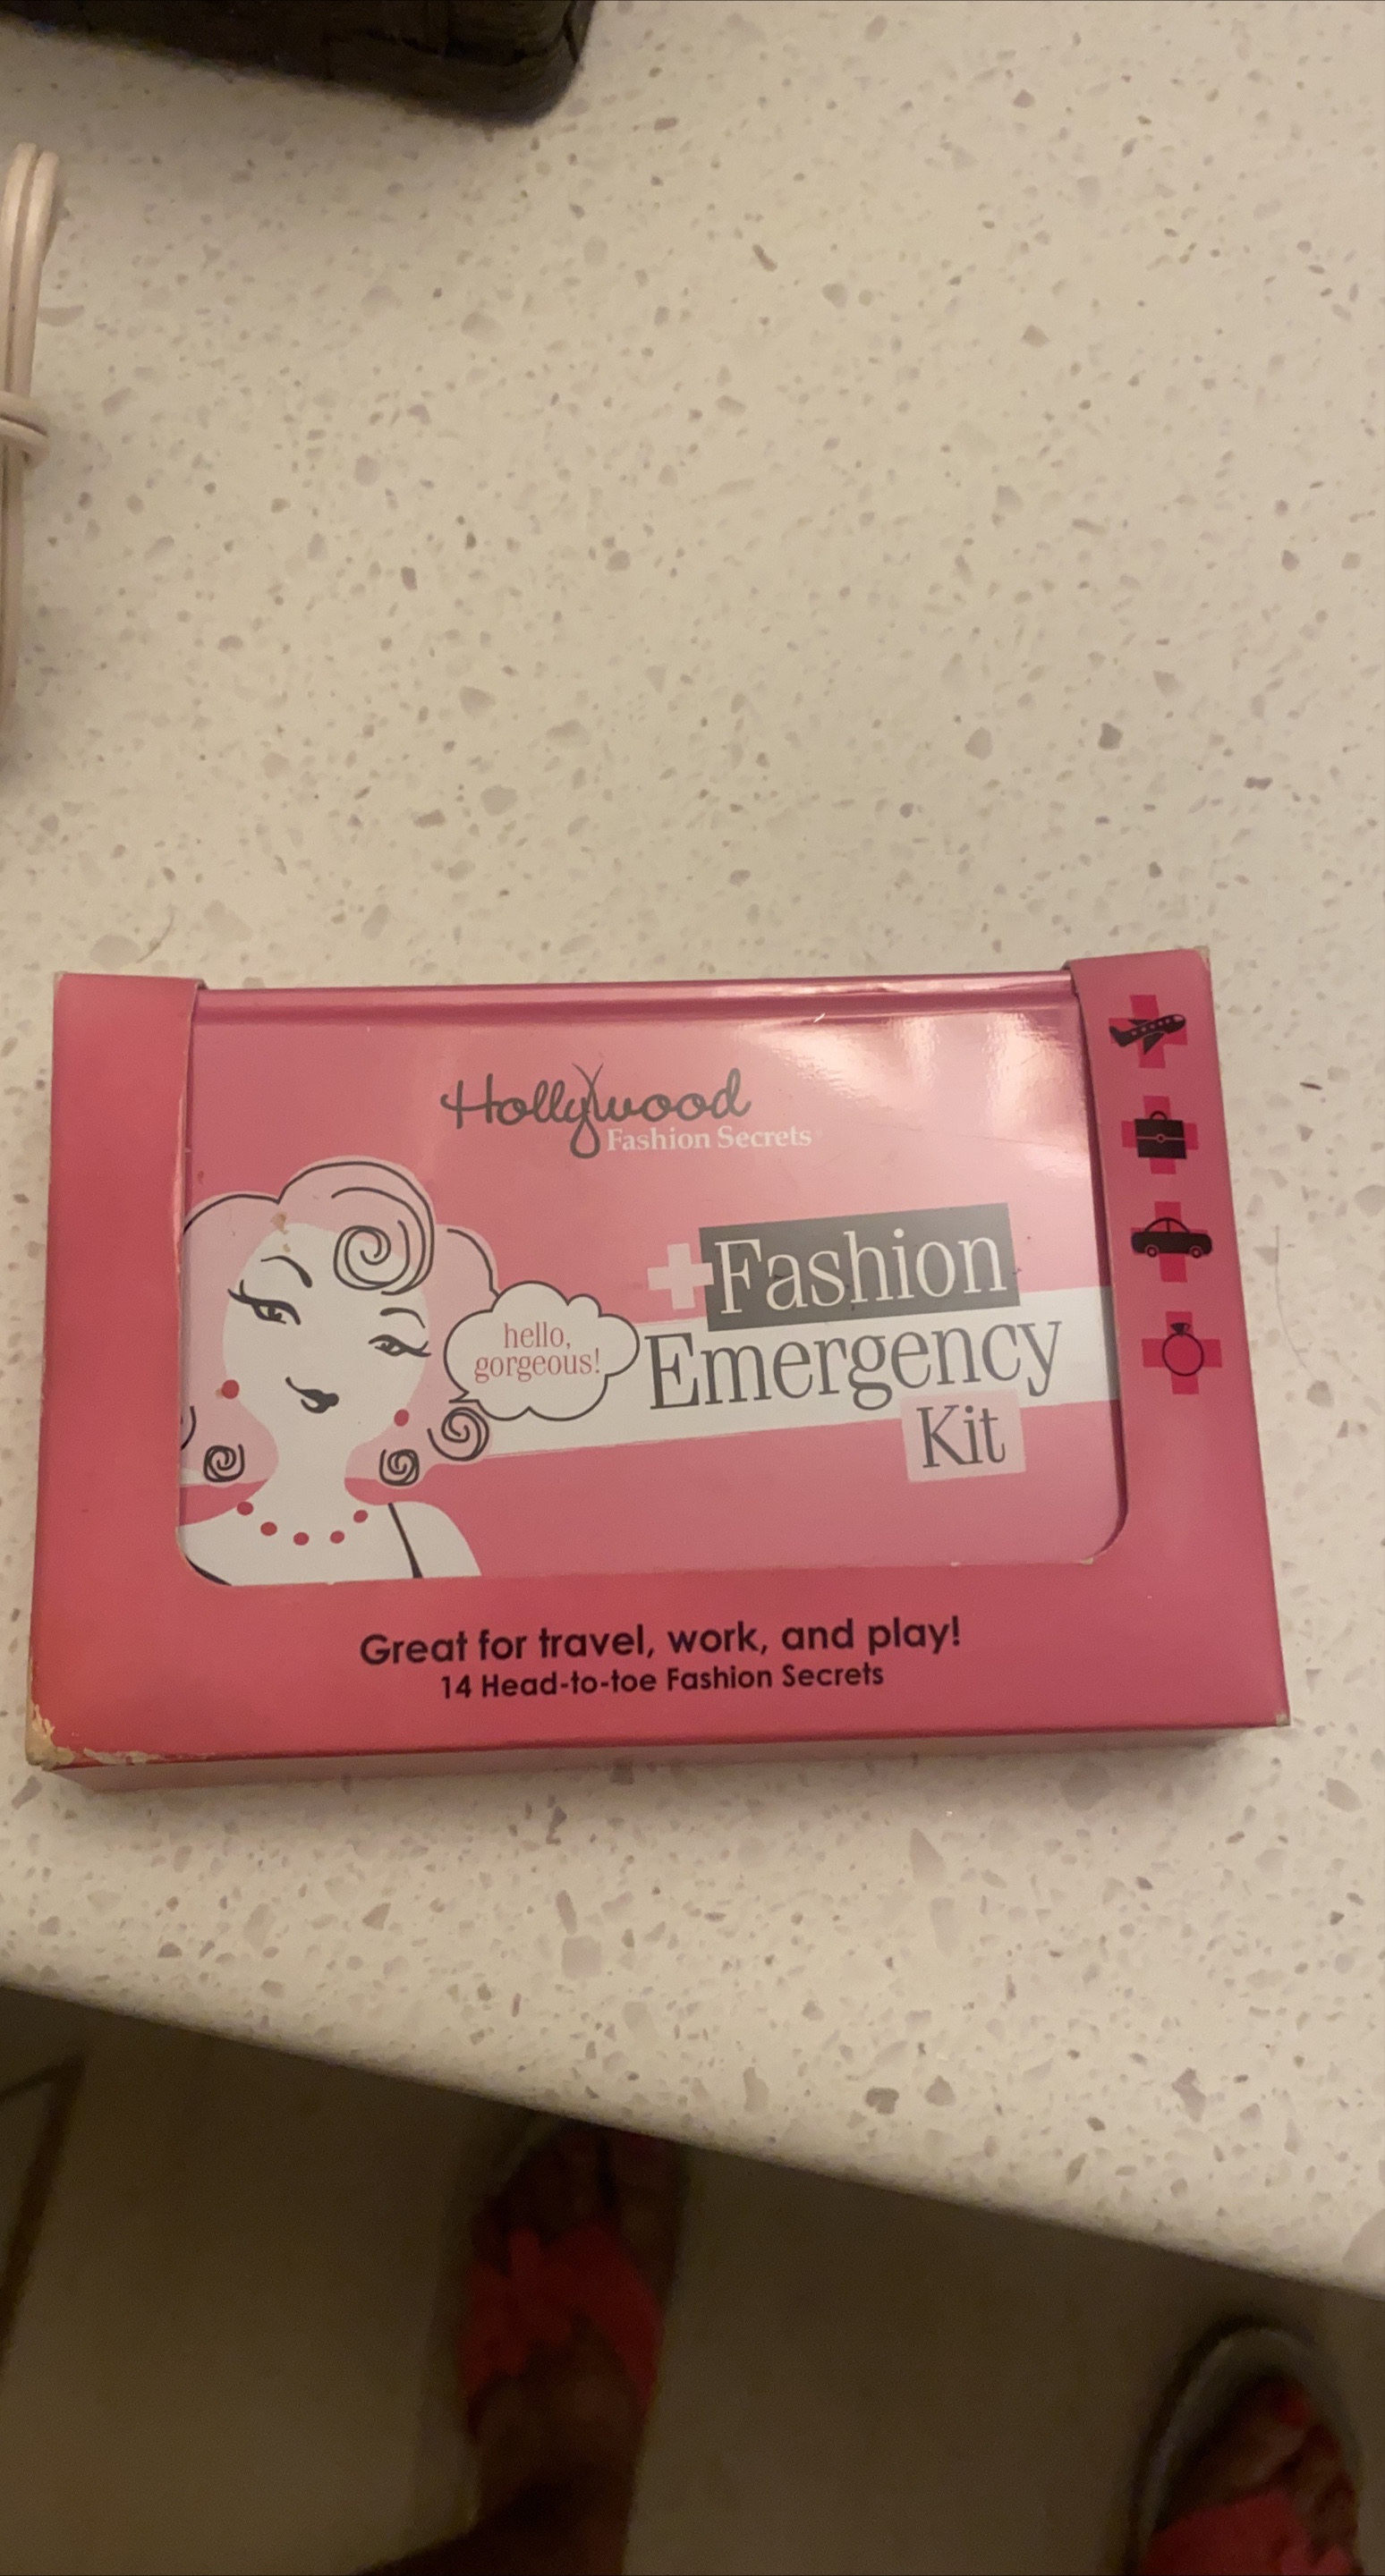 Hollywood
Fashion Secrets
hello,
gorgeous!
Fashion
Emergency
Kit
Great for travel, work, and play!
14 Head-to-toe Fashion Secrets